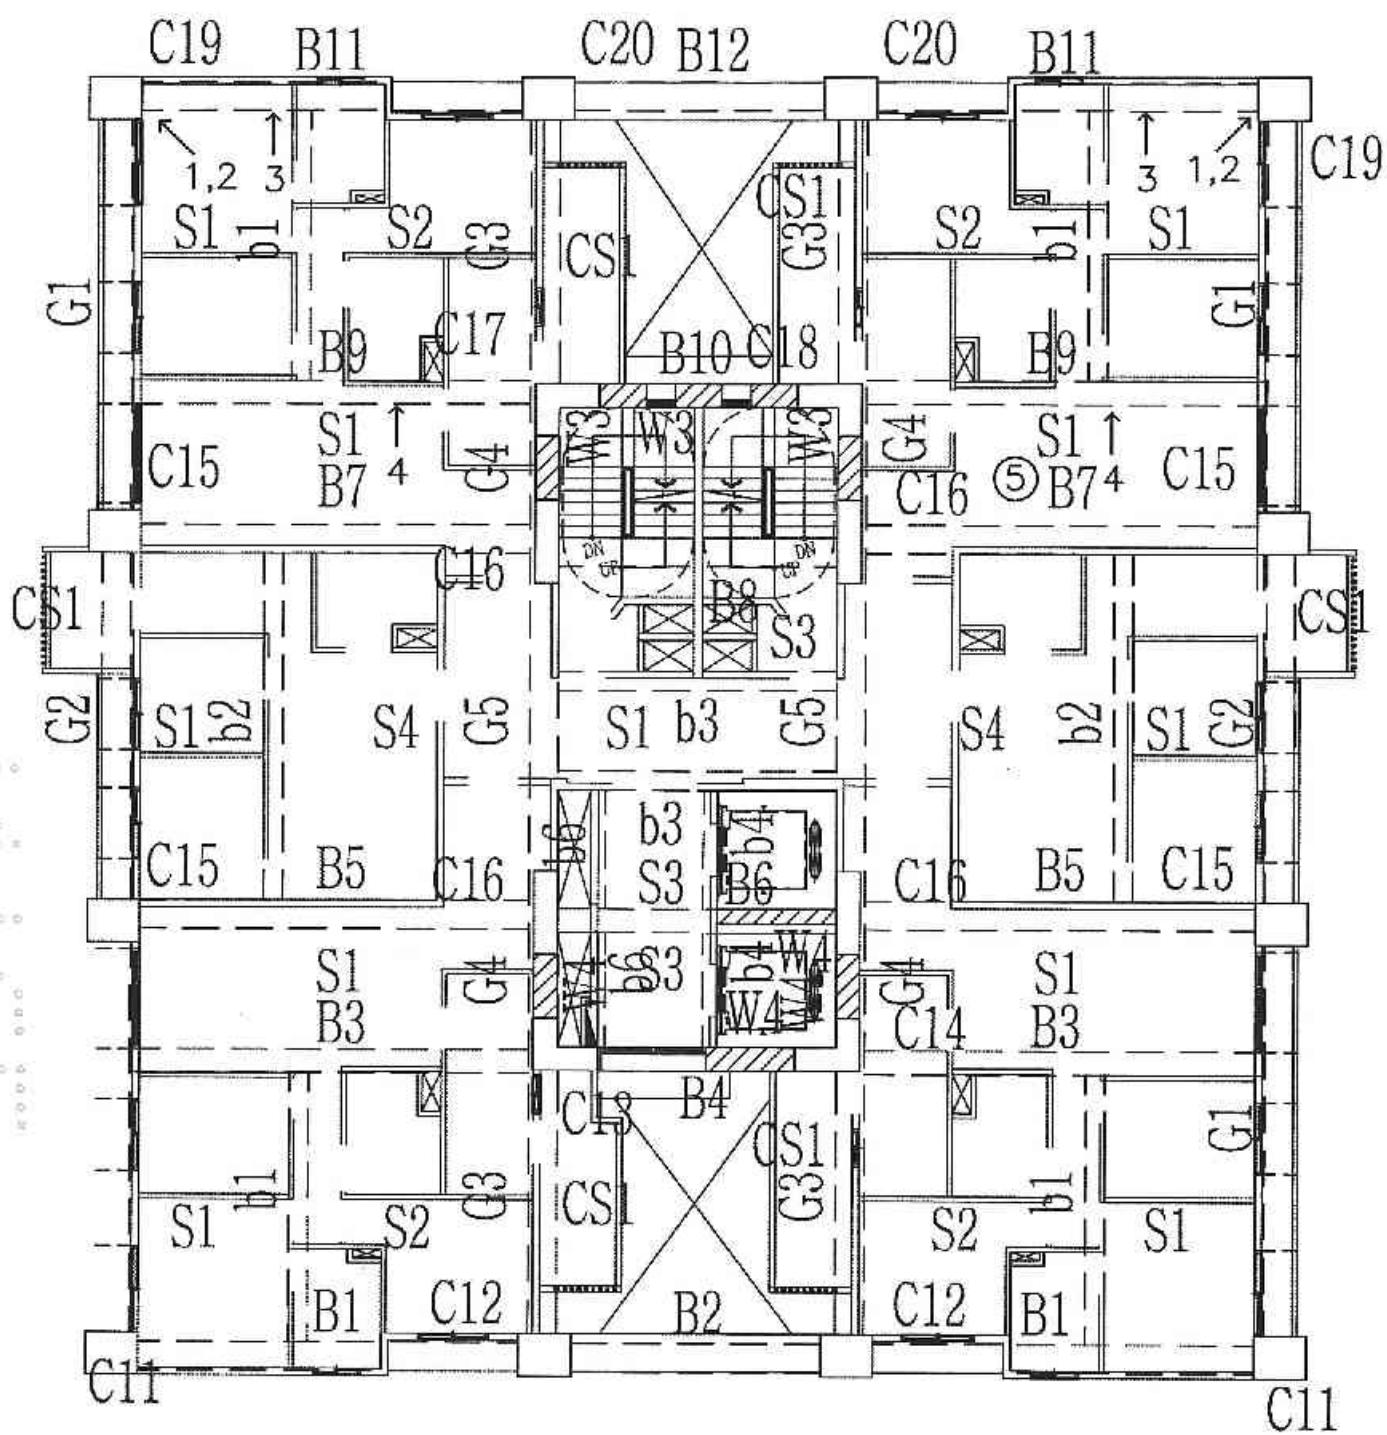 C19 B11 C20 B12 C20 B11
1,2 3 CS1 3 1,2 C19
S1 b1 S2 G3 CS1 G3 S2 b1 S1
G1 G1
B9 C17 B10 C18 B9
S1 W3 W3 W3 S1
C15 B7 4 G4 G4 C16 ⑤ B7 4 C15
DN DN
UP UP
CS1 C16 B8 CS1
S3
G2 S1 b2 S4 G5 S1 b3 G5 S4 b2 S1 G2
b6 b3 b4
C15 B5 C16 S3 B6 C16 B5 C15
S1 G4 W4 b6 S3 b4 W4 G4 S1
B3 W4 W4 C14 B3
C13 B4
CS1 G1
b1 G3 CS1 G3 b1
S1 S2 S2 S1
B1 C12 B2 C12 B1
C11 C11